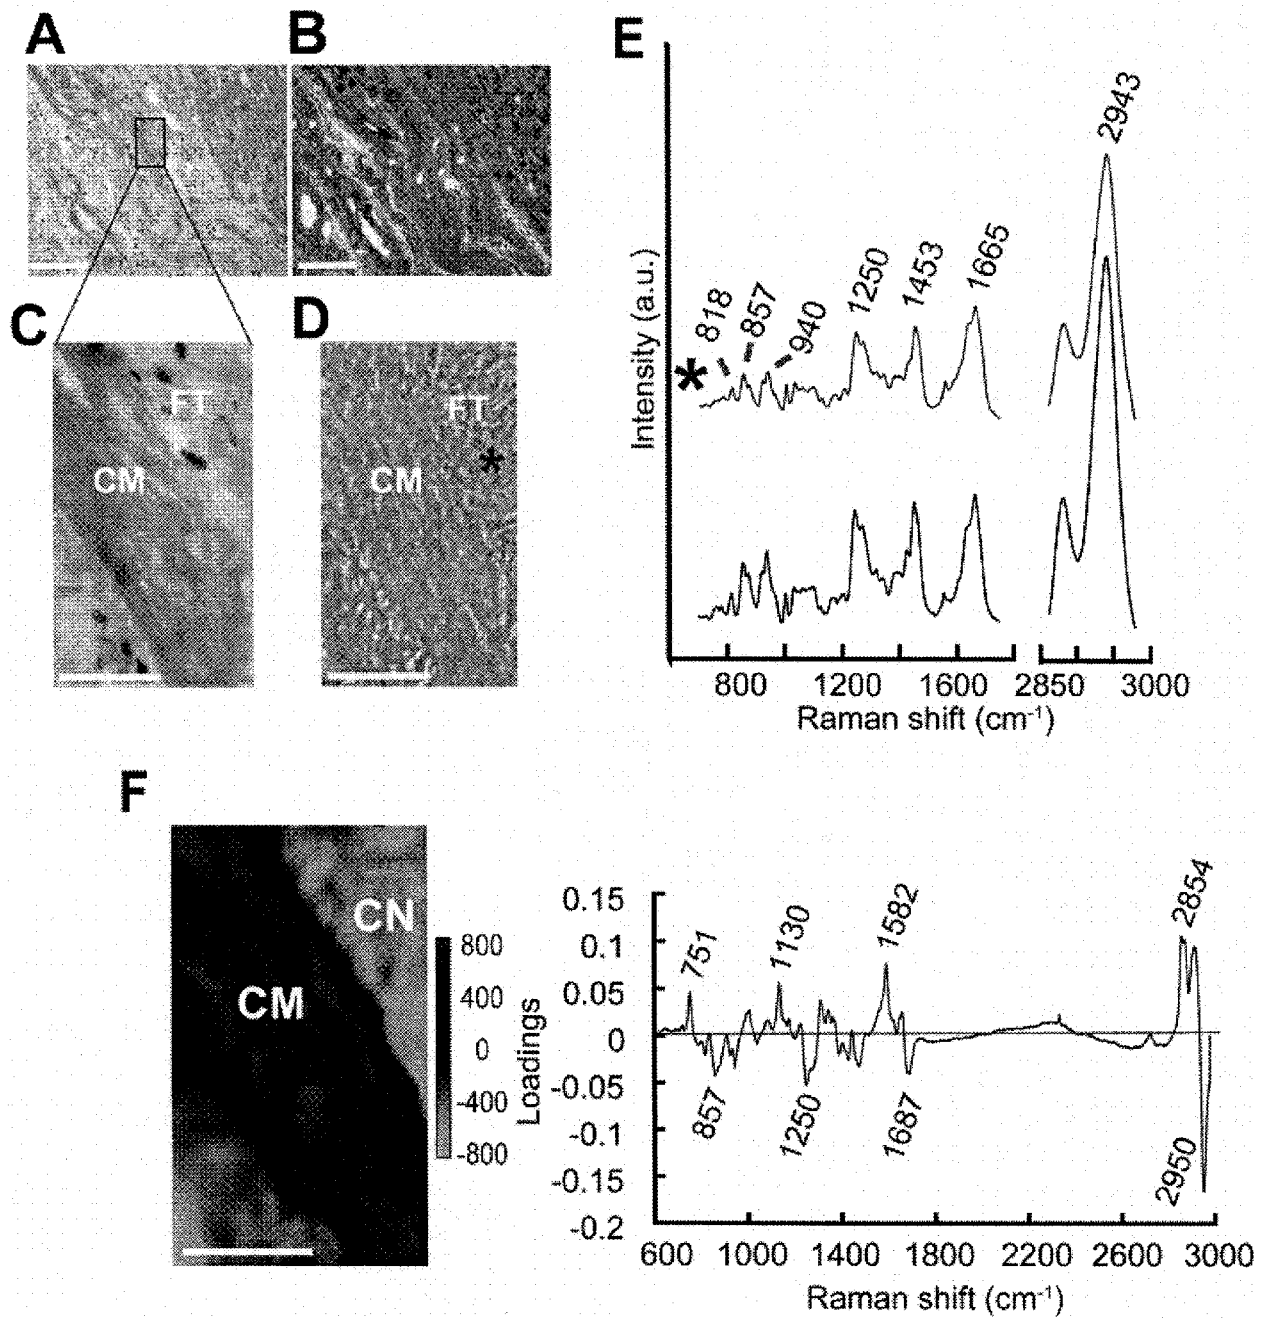 A
B
C
FT
CM
D
FT
*
CM
E
2943
1665
1453
1250
940
857
818
*
Intensity (a.u.)
800 1200 1600 2850 3000
Raman shift (cm-1)
F
CN
CM
800
400
0
-400
-800
Loadings
0.15
0.1
0.05
0
-0.05
-0.1
-0.15
-0.2
751
1130
1582
2854
857
1250
1687
2950
600 1000 1400 1800 2200 2600 3000
Raman shift (cm-1)